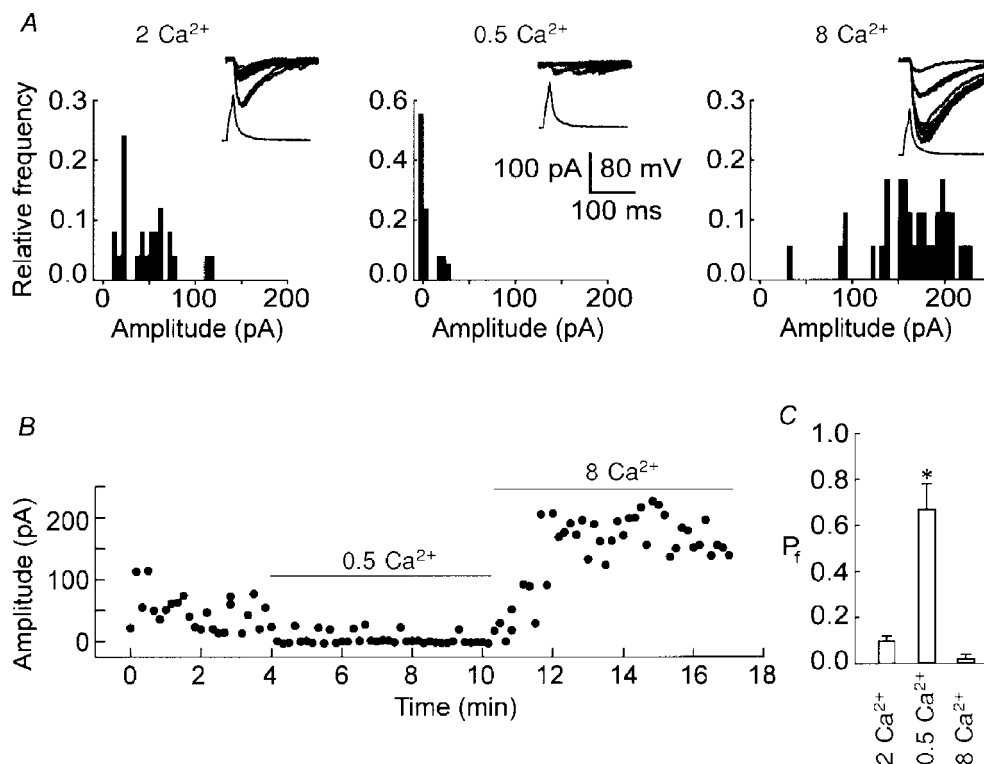 A
2 Ca²⁺
0.5 Ca²⁺
8 Ca²⁺
Relative frequency
0.3
0.2
0.1
0.0
0 100 200
Amplitude (pA)
0.6
0.4
0.2
0.0
0 100 200
Amplitude (pA)
100 pA 80 mV
100 ms
0.3
0.2
0.1
0.0
0 100 200
Amplitude (pA)
B
Amplitude (pA)
200
100
0
0.5 Ca²⁺
8 Ca²⁺
0 2 4 6 8 10 12 14 16 18
Time (min)
C
P_f
1.0
0.8
0.6
0.4
0.2
0.0
*
2 Ca²⁺
0.5 Ca²⁺
8 Ca²⁺